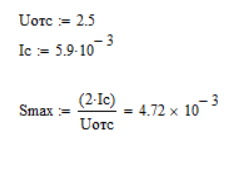 Uотс := 2.5
Ic := 5.9·10⁻³
Smax := (2·Ic)/Uотс = 4.72 × 10⁻³